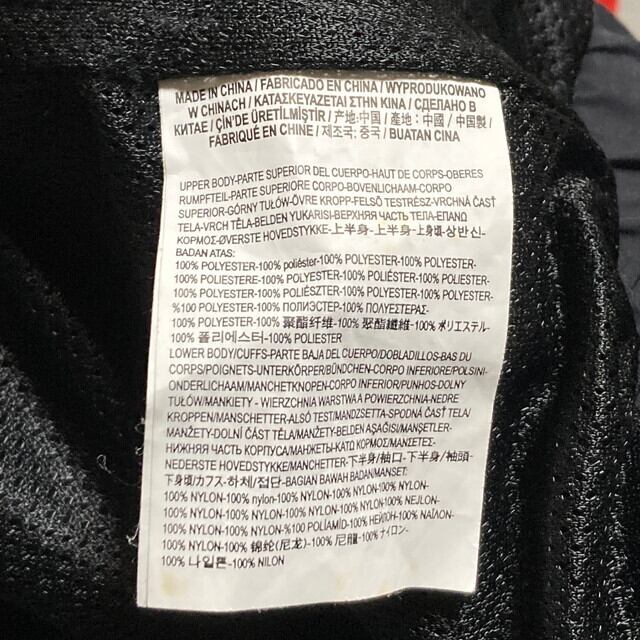 MADE IN CHINA / FABRICADO EN CHINA / WYPRODUKOWANO
W CHINACH / ΚΑΤΑΣΚΕΥΑΖΕΤΑΙ ΣΤΗΝ ΚΙΝΑ / СДЕЛАНО В
КИТАЕ / ÇİN'DE ÜRETİLMİŞTİR / 产地:中国 / 產地:中國 / 中国製 /
FABRIQUÉ EN CHINE / 제조국: 중국 / BUATAN CINA
UPPER BODY-PARTE SUPERIOR DEL CUERPO-HAUT DE CORPS-OBERES
RUMPFTEIL-PARTE SUPERIORE CORPO-BOVENLICHAAM-CORPO
SUPERIOR-GÓRNY TUŁÓW-ÖVRE KROPP-FELSŐ TESTRÉSZ-VRCHNÁ ČASŤ
TELA-VRCH TĚLA-BELDEN YUKARISI-ВЕРХНЯЯ ЧАСТЬ ТЕЛА-ΕΠΑΝΩ
ΚΟΡΜΟΣ-ØVERSTE HOVEDSTYKKE-上半身-上半身-上身頃-상반신-
BADAN ATAS:
100% POLYESTER-100% poliéster-100% POLYESTER-100% POLYESTER-
100% POLIESTERE-100% POLYESTER-100% POLIÉSTER-100% POLIESTER-
100% POLYESTER-100% POLIÉSZTER-100% POLYESTER-100% POLYESTER-
%100 POLYESTER-100% ПОЛИЭСТЕР-100% ΠΟΛΥΕΣΤΕΡΑΣ-
100% POLYESTER-100% 聚酯纤维-100% 聚酯纖維-100% ポリエステル-
100% 폴리에스터-100% POLIESTER
LOWER BODY/CUFFS-PARTE BAJA DEL CUERPO/DOBLADILLOS-BAS DU
CORPS/POIGNETS-UNTERKÖRPER/BÜNDCHEN-CORPO INFERIORE/POLSINI-
ONDERLICHAAM/MANCHETKNOPEN-CORPO INFERIOR/PUNHOS-DOLNY
TUŁÓW/MANKIETY - WIERZCHNIA WARSTWA A POWIERZCHNIA-NEDRE
KROPPEN/MANSCHETTER-ALSÓ TEST/MANDZSETTA-SPODNÁ ČASŤ TELA/
MANŽETY-DOLNÍ ČÁST TĚLA/MANŽETY-BELDEN AŞAĞISI/MANŞETLER-
НИЖНЯЯ ЧАСТЬ КОРПУСА/МАНЖЕТЫ-ΚΑΤΩ ΚΟΡΜΟΣ/ΜΑΝΖΕΤΕΣ-
NEDERSTE HOVEDSTYKKE/MANCHETTER-下半身/袖口-下半身/袖頭-
下身頃/カフス-하체/접단-BAGIAN BAWAH BADAN/MANSET:
100% NYLON-100% nylon-100% NYLON-100% NYLON-100% NYLON-
100% NYLON-100% NYLON-100% NYLON-100% NYLON-100% NEJLON-
100% NYLON-100% NYLON-%100 POLİAMİD-100% НЕЙЛОН-100% ΝΑΪΛΟΝ-
100% NYLON-100% 锦纶(尼龙)-100% 尼龍-100% ナイロン-
100% 나일론-100% NILON